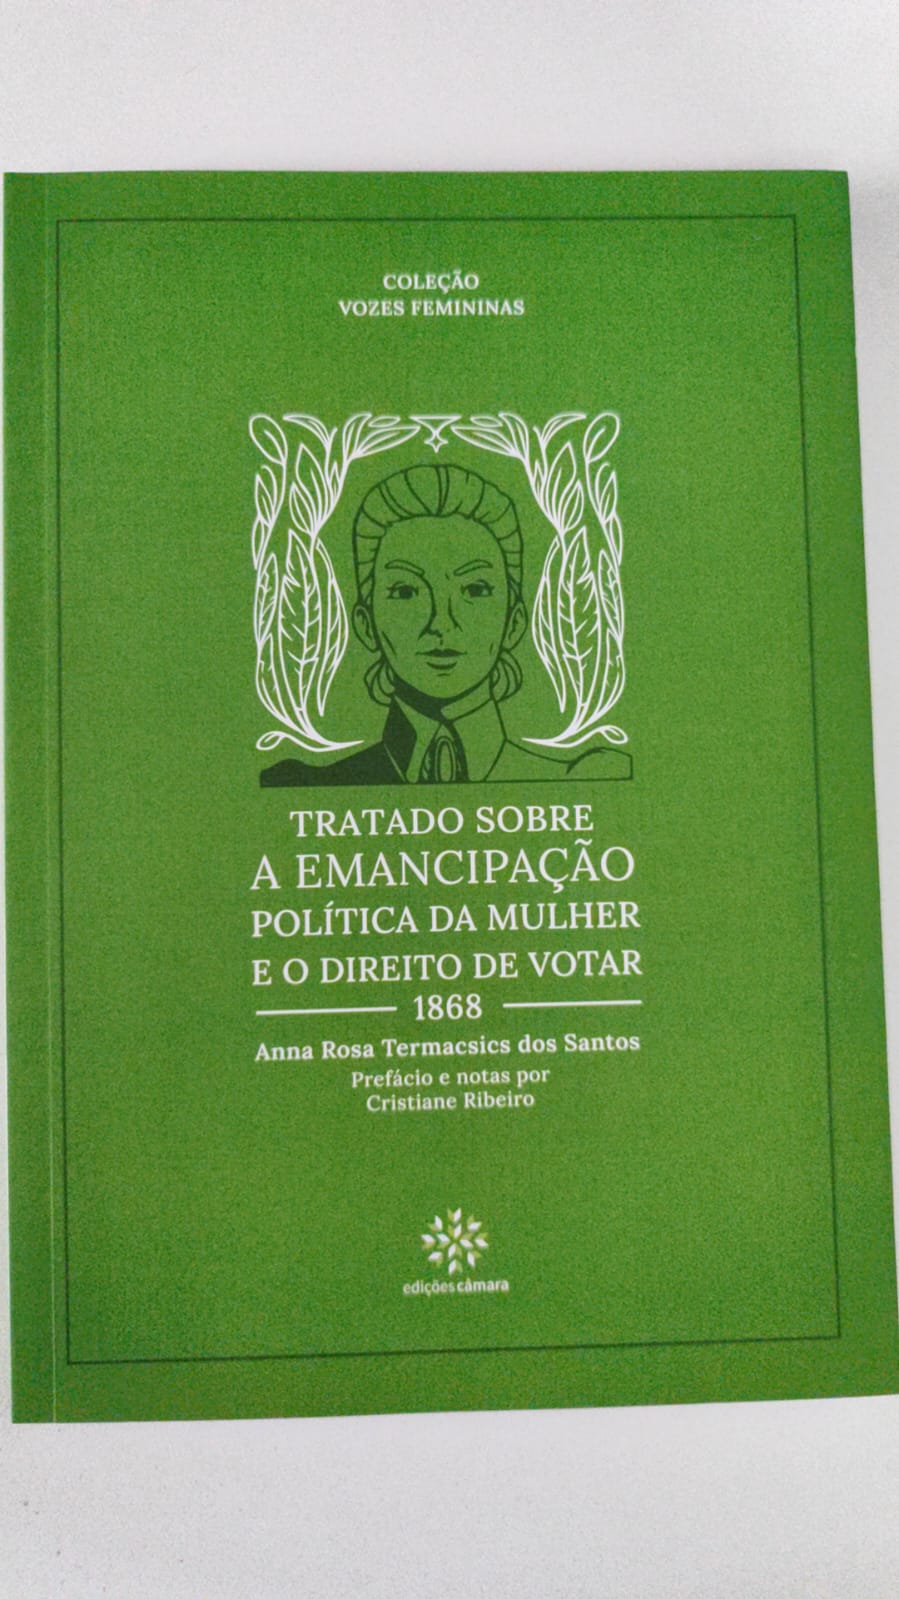 COLEÇÃO
VOZES FEMININAS
TRATADO SOBRE
A EMANCIPAÇÃO
POLÍTICA DA MULHER
E O DIREITO DE VOTAR
1868
Anna Rosa Termacsics dos Santos
Prefácio e notas por
Cristiane Ribeiro
edições câmara